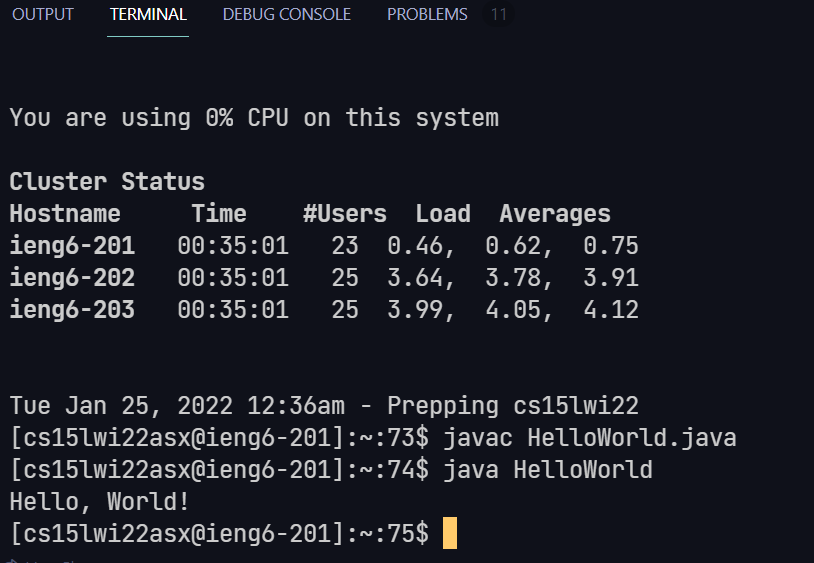 OUTPUT TERMINAL DEBUG CONSOLE PROBLEMS 11
You are using 0% CPU on this system
Cluster Status
Hostname Time #Users Load Averages
ieng6-201 00:35:01 23 0.46, 0.62, 0.75
ieng6-202 00:35:01 25 3.64, 3.78, 3.91
ieng6-203 00:35:01 25 3.99, 4.05, 4.12
Tue Jan 25, 2022 12:36am - Prepping cs15lwi22
[cs15lwi22asx@ieng6-201]:~:73$ javac HelloWorld.java
[cs15lwi22asx@ieng6-201]:~:74$ java HelloWorld
Hello, World!
[cs15lwi22asx@ieng6-201]:~:75$